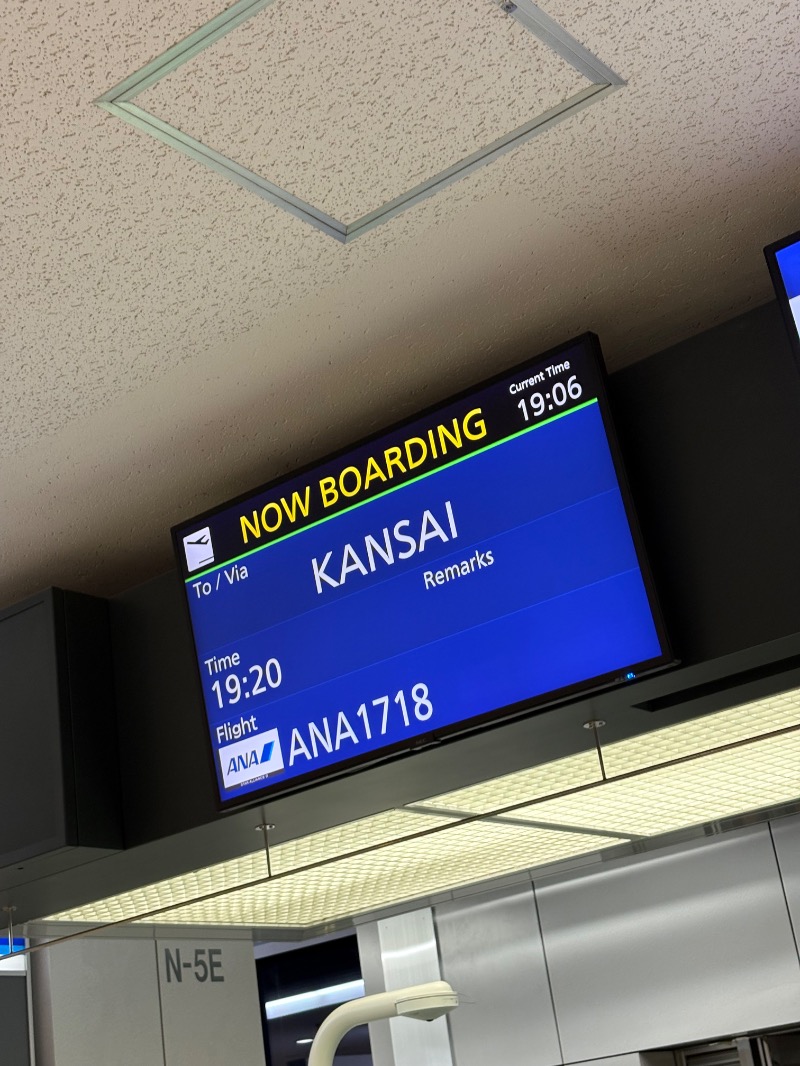 NOW BOARDING
Current Time
19:06
To / Via
KANSAI
Remarks
Time
19:20
Flight
ANA
ANA1718
N-5E